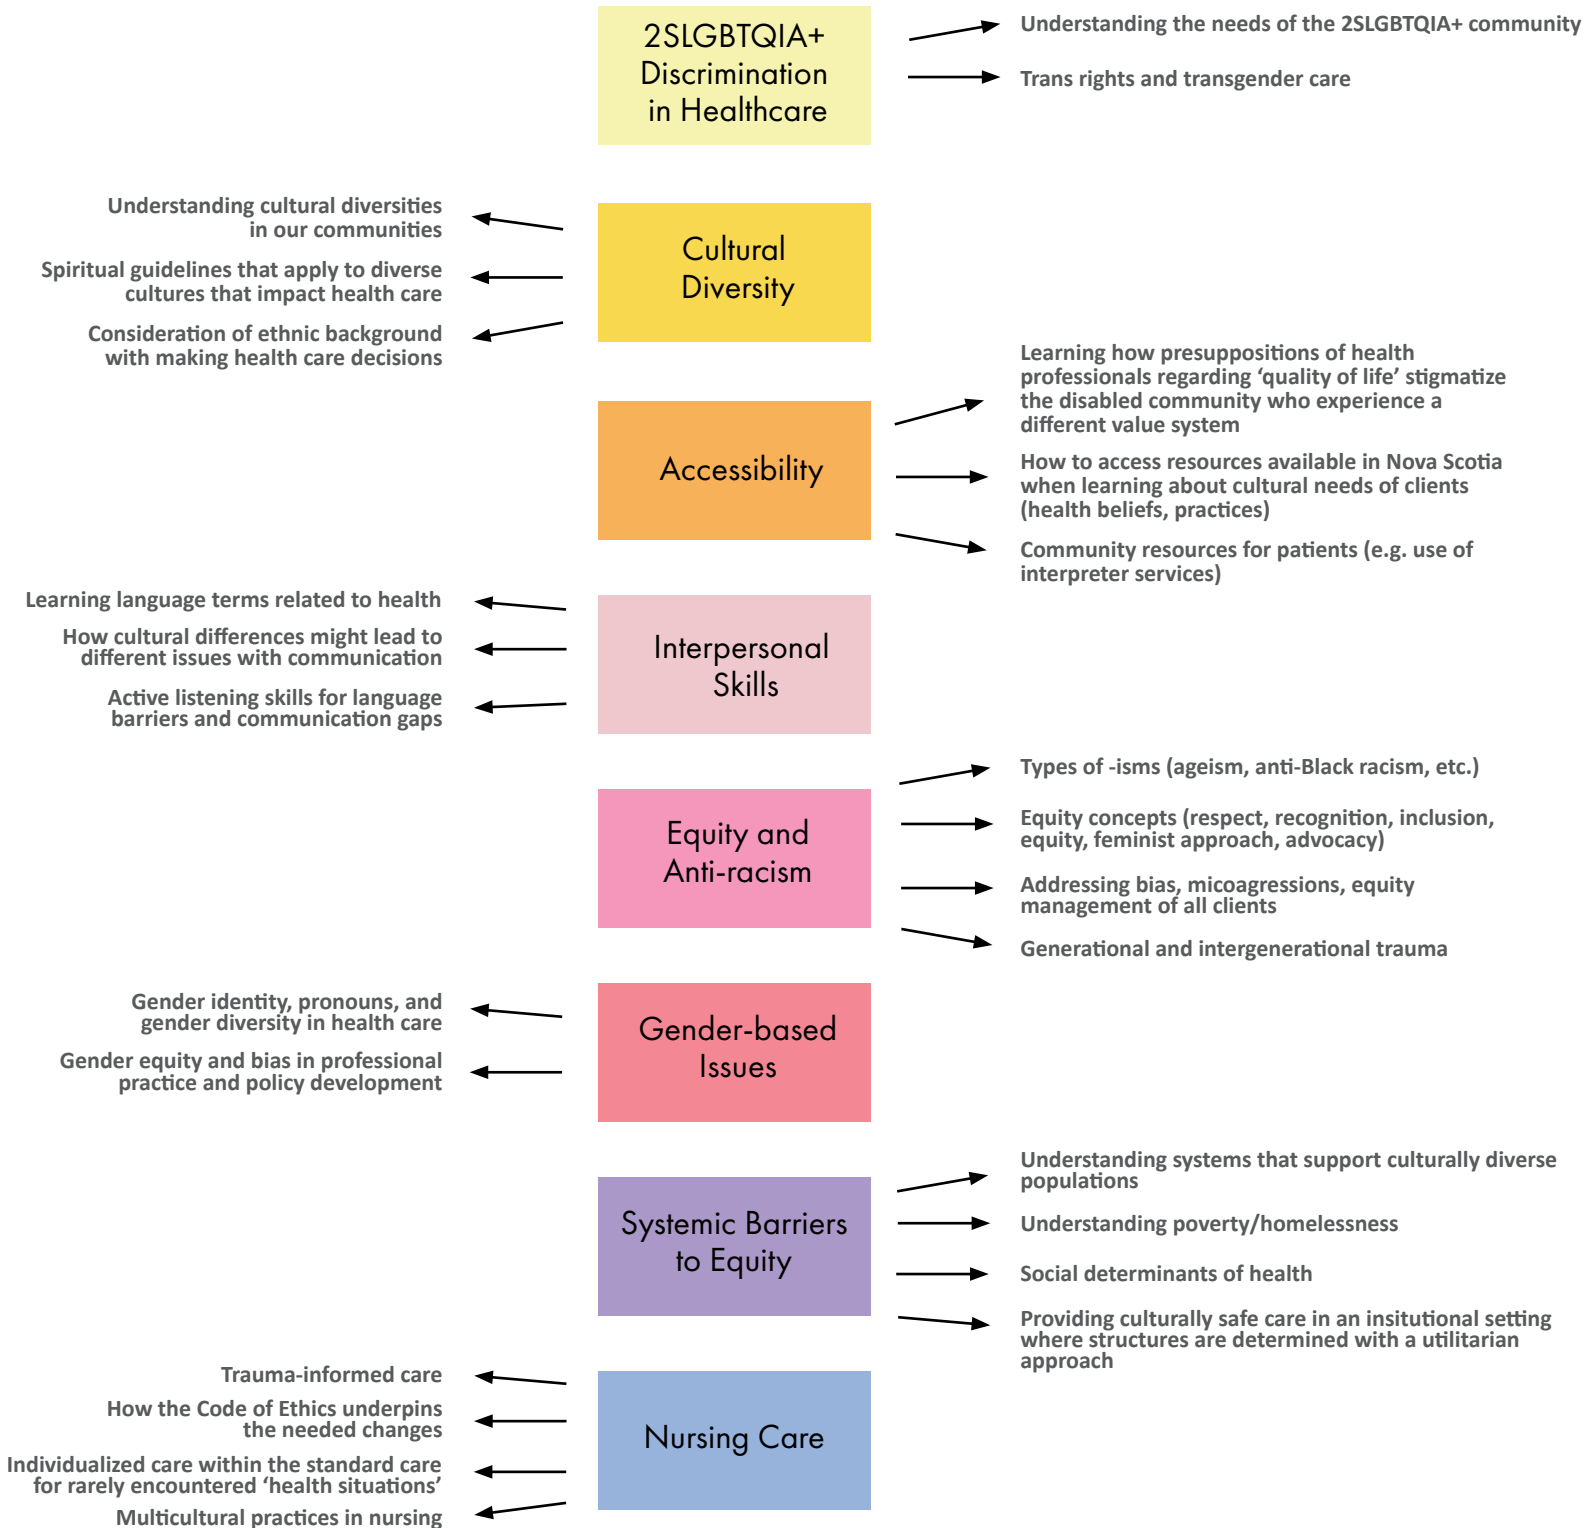 2SLGBTQIA+
Discrimination
in Healthcare
Understanding the needs of the 2SLGBTQIA+ community
Trans rights and transgender care
Cultural
Diversity
Understanding cultural diversities
in our communities
Spiritual guidelines that apply to diverse
cultures that impact health care
Consideration of ethnic background
with making health care decisions
Accessibility
Learning how presuppositions of health
professionals regarding ‘quality of life’ stigmatize
the disabled community who experience a
different value system
How to access resources available in Nova Scotia
when learning about cultural needs of clients
(health beliefs, practices)
Community resources for patients (e.g. use of
interpreter services)
Interpersonal
Skills
Learning language terms related to health
How cultural differences might lead to
different issues with communication
Active listening skills for language
barriers and communication gaps
Equity and
Anti-racism
Types of -isms (ageism, anti-Black racism, etc.)
Equity concepts (respect, recognition, inclusion,
equity, feminist approach, advocacy)
Addressing bias, micoagressions, equity
management of all clients
Generational and intergenerational trauma
Gender-based
Issues
Gender identity, pronouns, and
gender diversity in health care
Gender equity and bias in professional
practice and policy development
Systemic Barriers
to Equity
Understanding systems that support culturally diverse
populations
Understanding poverty/homelessness
Social determinants of health
Providing culturally safe care in an insitutional setting
where structures are determined with a utilitarian
approach
Nursing Care
Trauma-informed care
How the Code of Ethics underpins
the needed changes
Individualized care within the standard care
for rarely encountered ‘health situations’
Multicultural practices in nursing